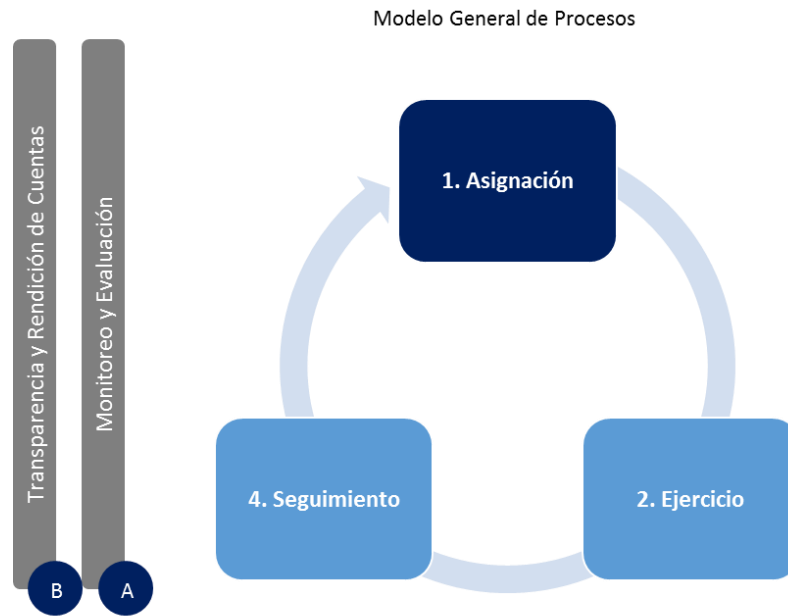 Modelo General de Procesos
Transparencia y Rendición de Cuentas
Monitoreo y Evaluación
1. Asignación
4. Seguimiento
2. Ejercicio
B
A